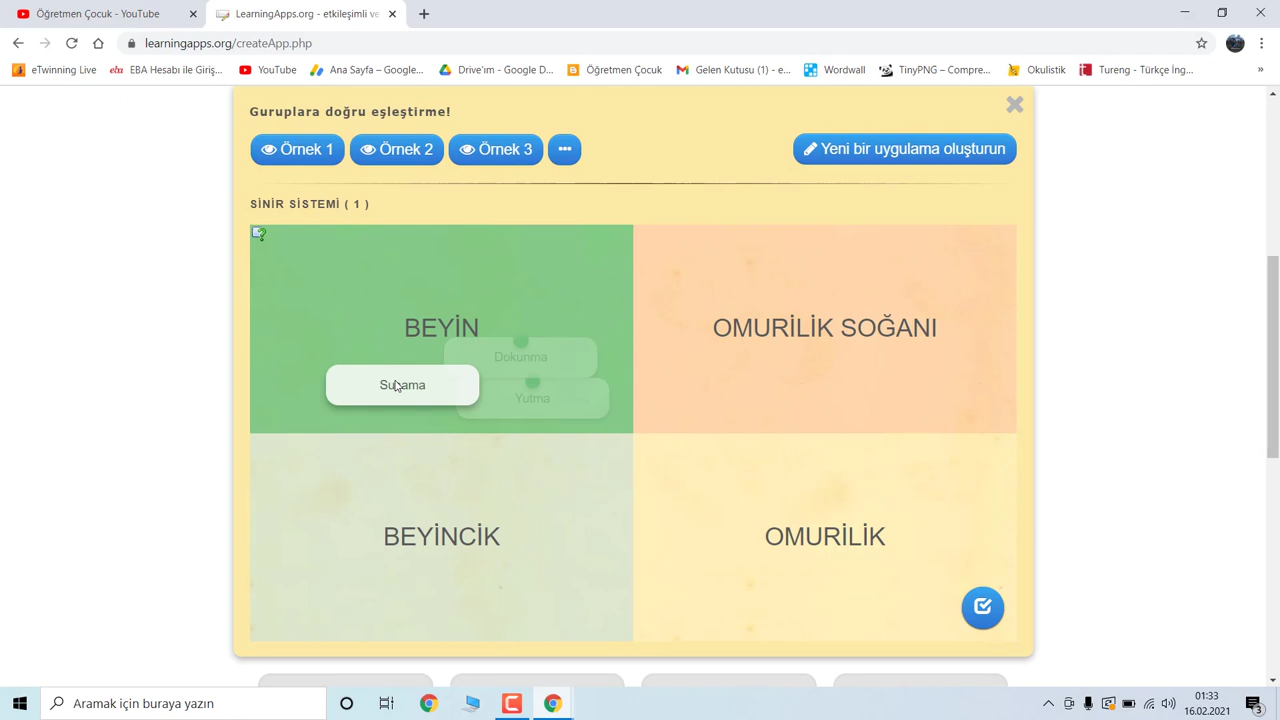 Öğretmen Çocuk - YouTube
LearningApps.org - etkileşimli ve
learningapps.org/createApp.php
eTwinning Live
EBA Hesabı ile Giriş...
YouTube
Ana Sayfa – Google...
Drive'ım - Google D...
Öğretmen Çocuk
Gelen Kutusu (1) - e...
Wordwall
TinyPNG – Compre...
Okulistik
Tureng - Türkçe İng...
Guruplara doğru eşleştirme!
Örnek 1
Örnek 2
Örnek 3
Yeni bir uygulama oluşturun
SİNİR SİSTEMİ ( 1 )
BEYİN
OMURİLİK SOĞANI
Dokunma
Yutma
BEYİNCİK
OMURİLİK
Aramak için buraya yazın
01:33
16.02.2021
3